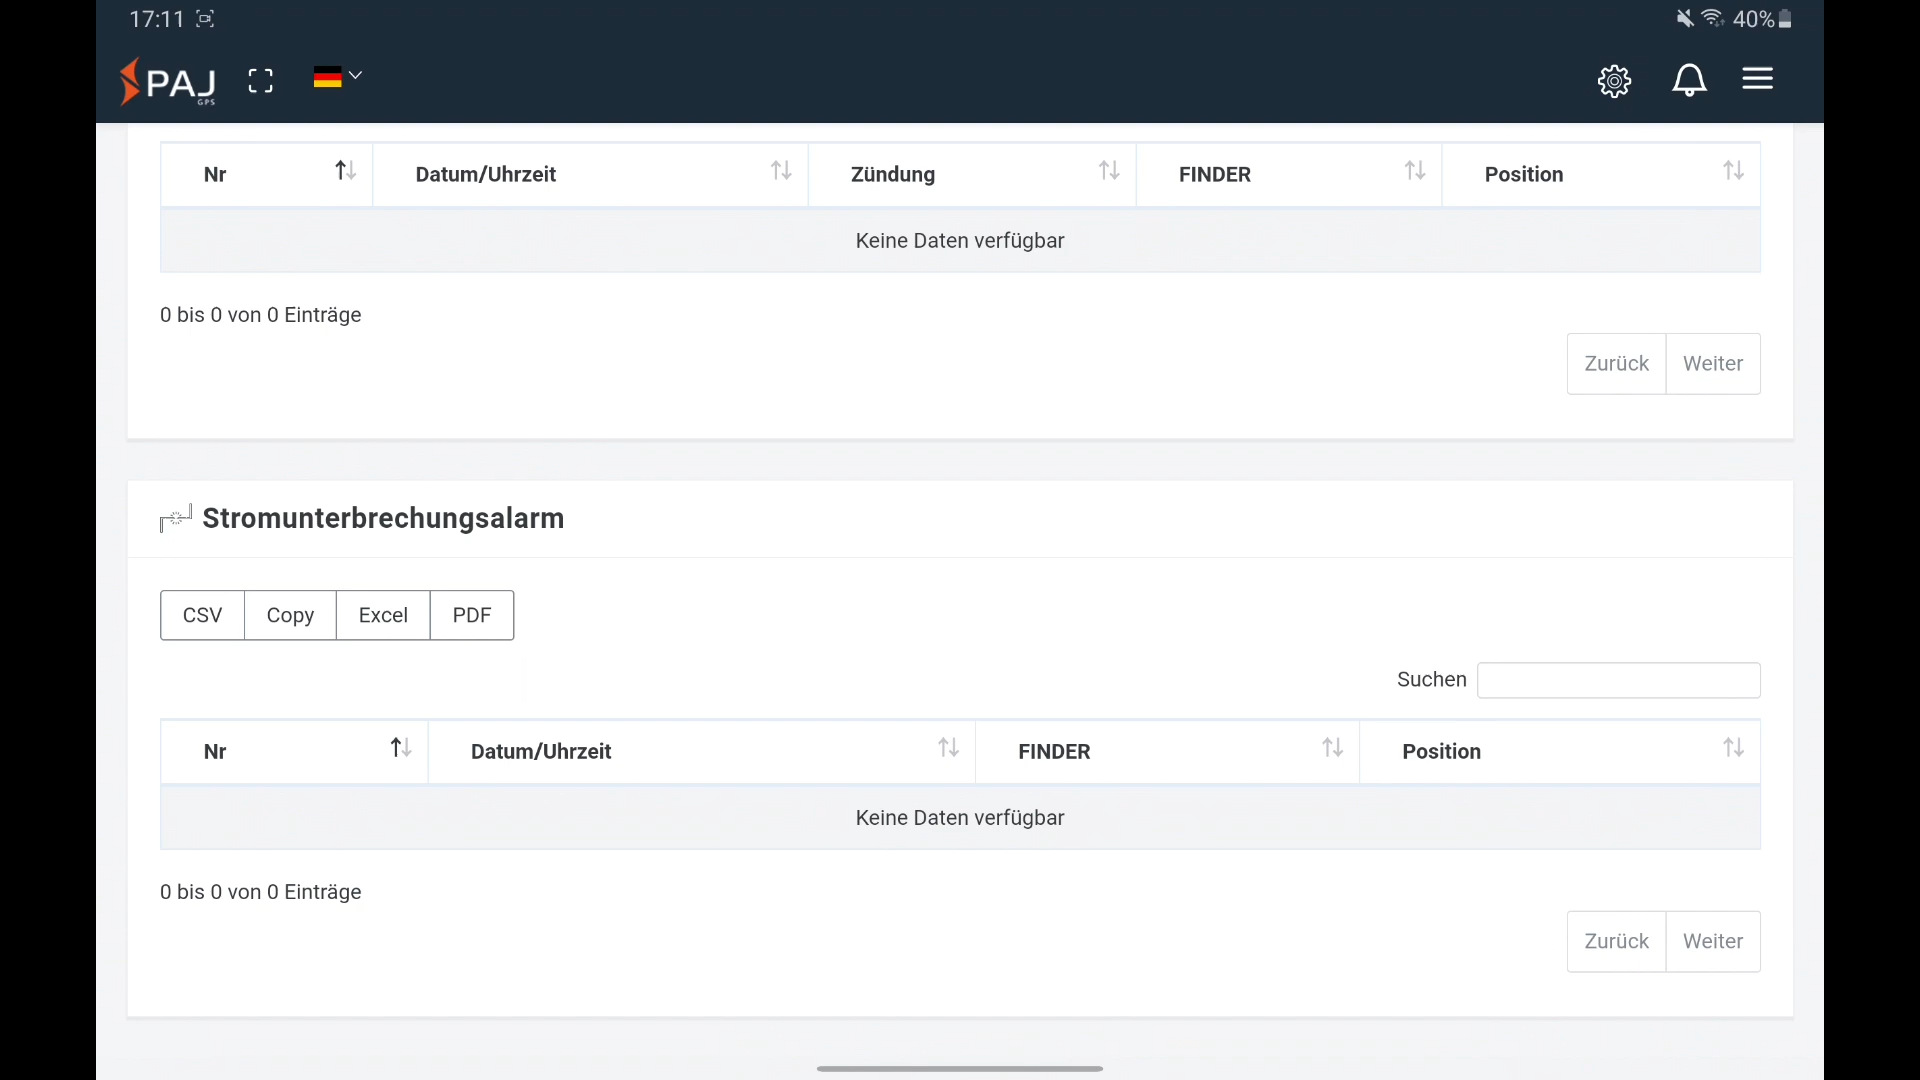 17:11
40%
PAJ
GPS
Nr Datum/Uhrzeit Zündung FINDER Position
Keine Daten verfügbar
0 bis 0 von 0 Einträge
Zurück Weiter
Stromunterbrechungsalarm
CSV Copy Excel PDF
Suchen
Nr Datum/Uhrzeit FINDER Position
Keine Daten verfügbar
0 bis 0 von 0 Einträge
Zurück Weiter